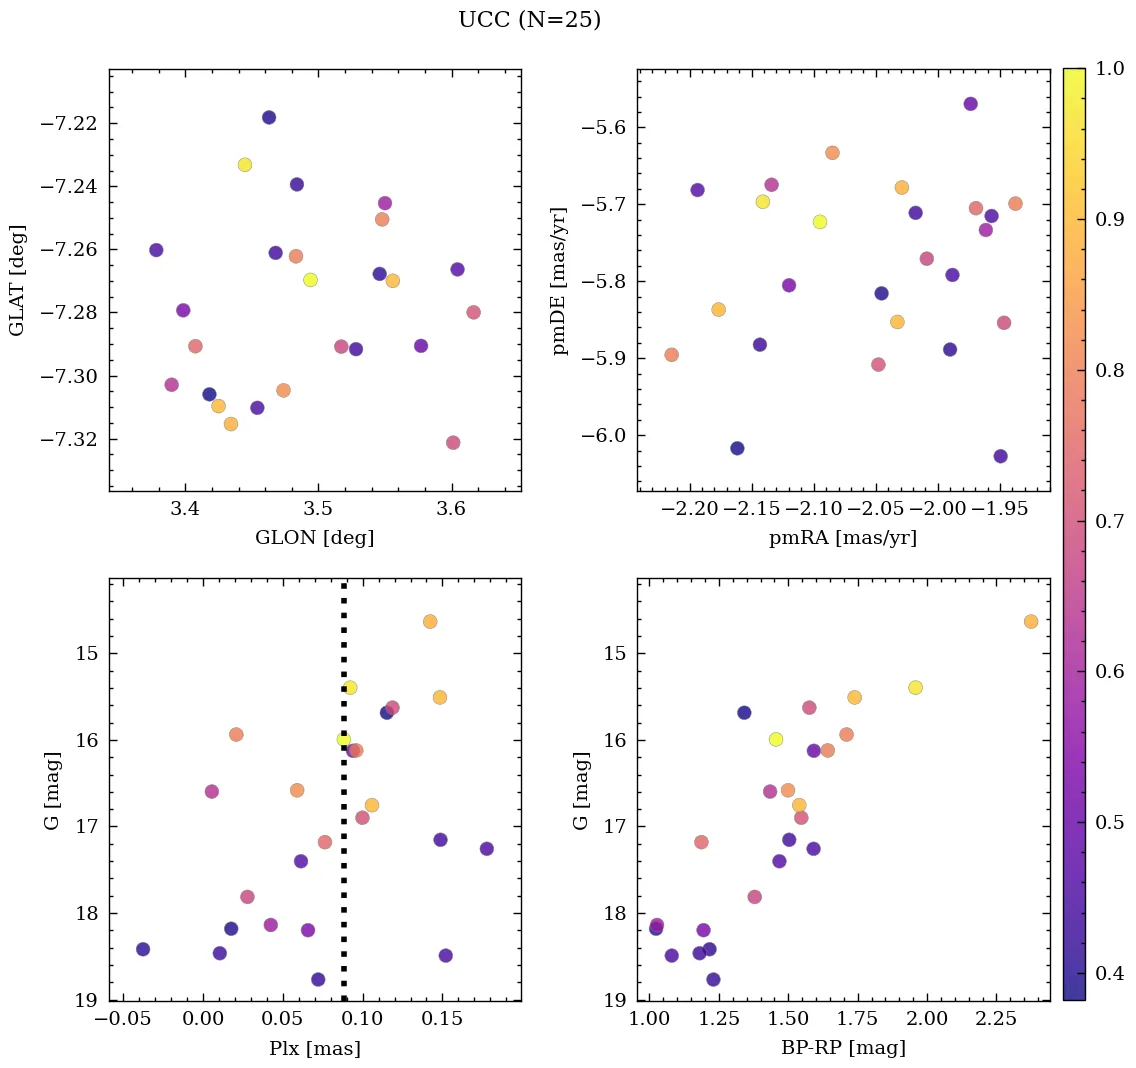 UCC (N=25)
−7.22
−7.24
−7.26
−7.28
−7.30
−7.32
GLAT [deg]
3.4 3.5 3.6
GLON [deg]
−5.6
−5.7
−5.8
−5.9
−6.0
pmDE [mas/yr]
−2.20 −2.15 −2.10 −2.05 −2.00 −1.95
pmRA [mas/yr]
15
16
17
18
19
G [mag]
−0.05 0.00 0.05 0.10 0.15
Plx [mas]
15
16
17
18
19
G [mag]
1.00 1.25 1.50 1.75 2.00 2.25
BP-RP [mag]
1.0
0.9
0.8
0.7
0.6
0.5
0.4